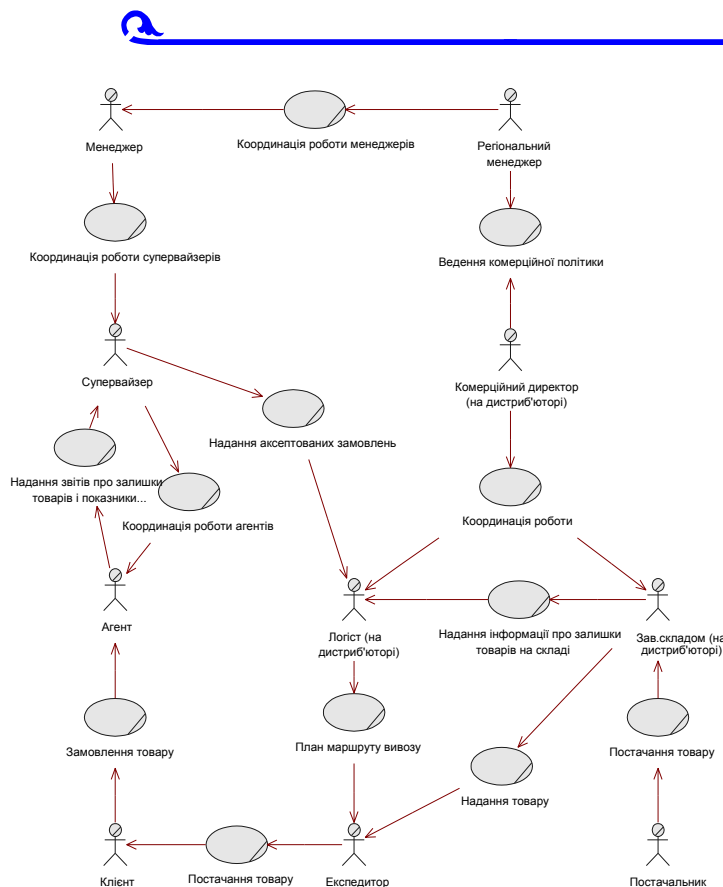 Менеджер
Координація роботи менеджерів
Регіональний
менеджер
Координація роботи супервайзерів
Ведення комерційної політики
Супервайзер
Комерційний директор
(на дистриб'юторі)
Надання аксептованих замовлень
Надання звітів про залишки
товарів і показники...
Координація роботи агентів
Координація роботи
Агент
Логіст (на
дистриб'юторі)
Надання інформації про залишки
товарів на складі
Зав.складом (на
дистриб'юторі)
Замовлення товару
План маршруту вивозу
Постачання товару
Надання товару
Клієнт
Постачання товару
Експедитор
Постачальник